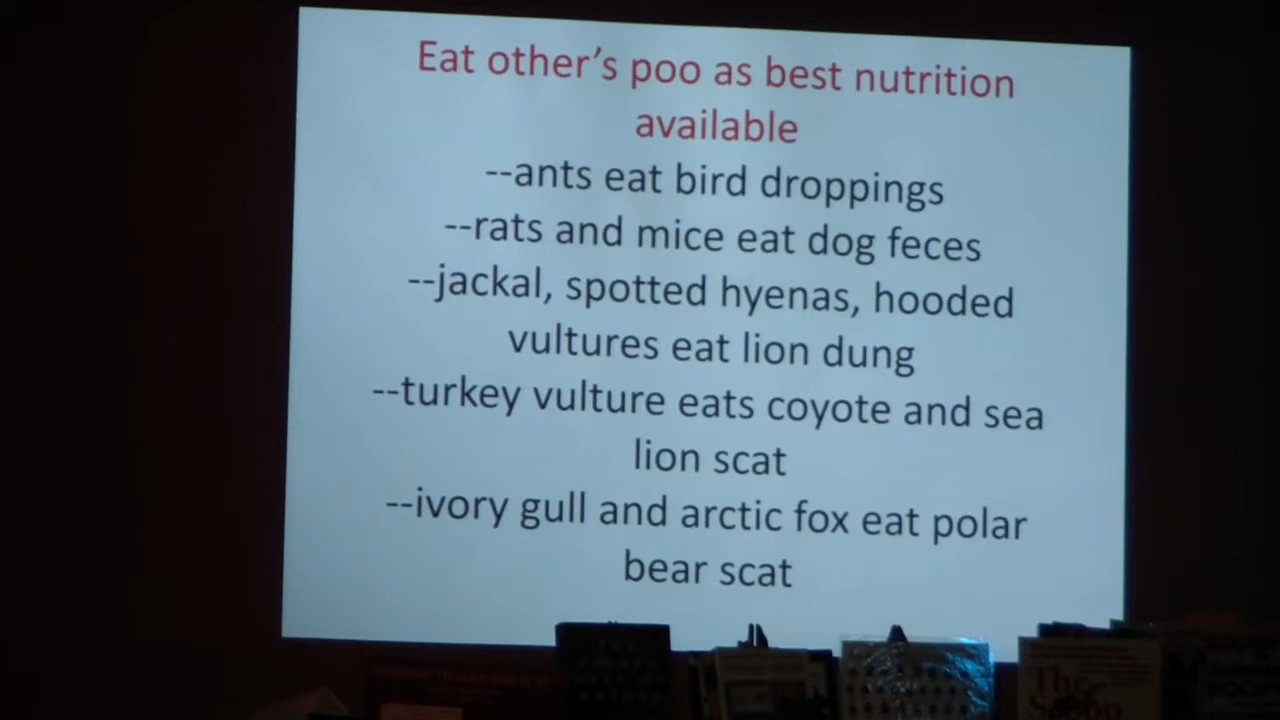 Eat other's poo as best nutrition
available
--ants eat bird droppings
--rats and mice eat dog feces
--jackal, spotted hyenas, hooded
vultures eat lion dung
--turkey vulture eats coyote and sea
lion scat
--ivory gull and arctic fox eat polar
bear scat
The